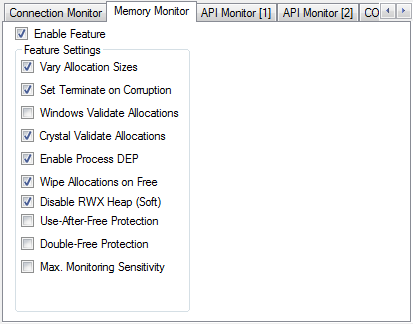 Connection Monitor Memory Monitor API Monitor [1] API Monitor [2] CO
Enable Feature
Feature Settings
Vary Allocation Sizes
Set Terminate on Corruption
Windows Validate Allocations
Crystal Validate Allocations
Enable Process DEP
Wipe Allocations on Free
Disable RWX Heap (Soft)
Use-After-Free Protection
Double-Free Protection
Max. Monitoring Sensitivity